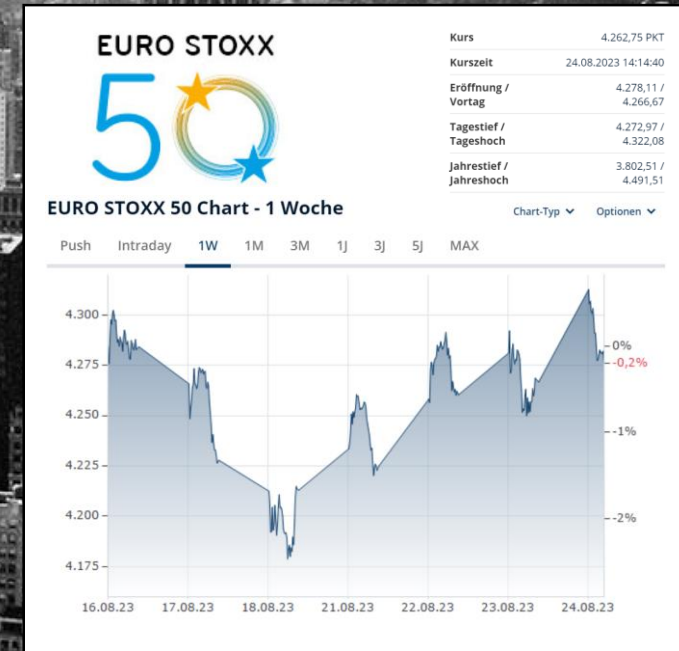 EURO STOXX
50
Kurs 4.262,75 PKT
Kurszeit 24.08.2023 14:14:40
Eröffnung / 4.278,11 /
Vortag 4.266,67
Tagestief / 4.272,97 /
Tageshoch 4.322,08
Jahrestief / 3.802,51 /
Jahreshoch 4.491,51
EURO STOXX 50 Chart - 1 Woche
Chart-Typ Optionen
Push Intraday 1W 1M 3M 1J 3J 5J MAX
4.300
4.275
4.250
4.225
4.200
4.175
0%
-0,2%
-1%
-2%
16.08.23 17.08.23 18.08.23 21.08.23 22.08.23 23.08.23 24.08.23